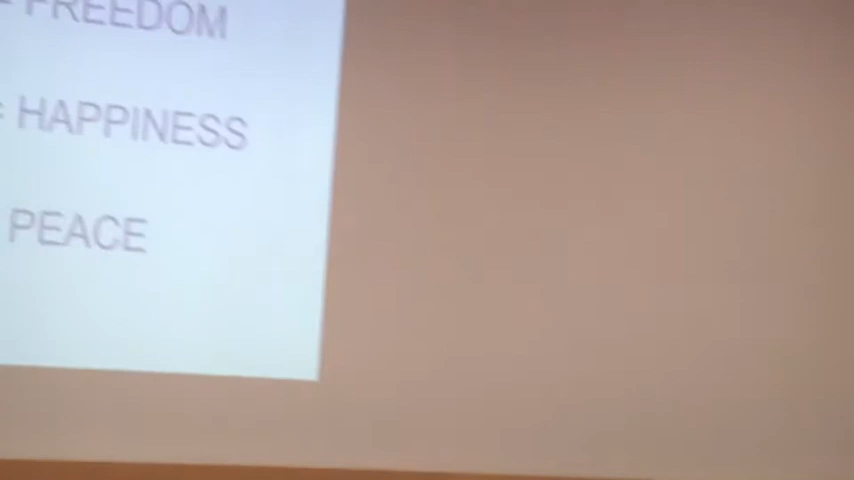 = FREEDOM
= HAPPINESS
PEACE